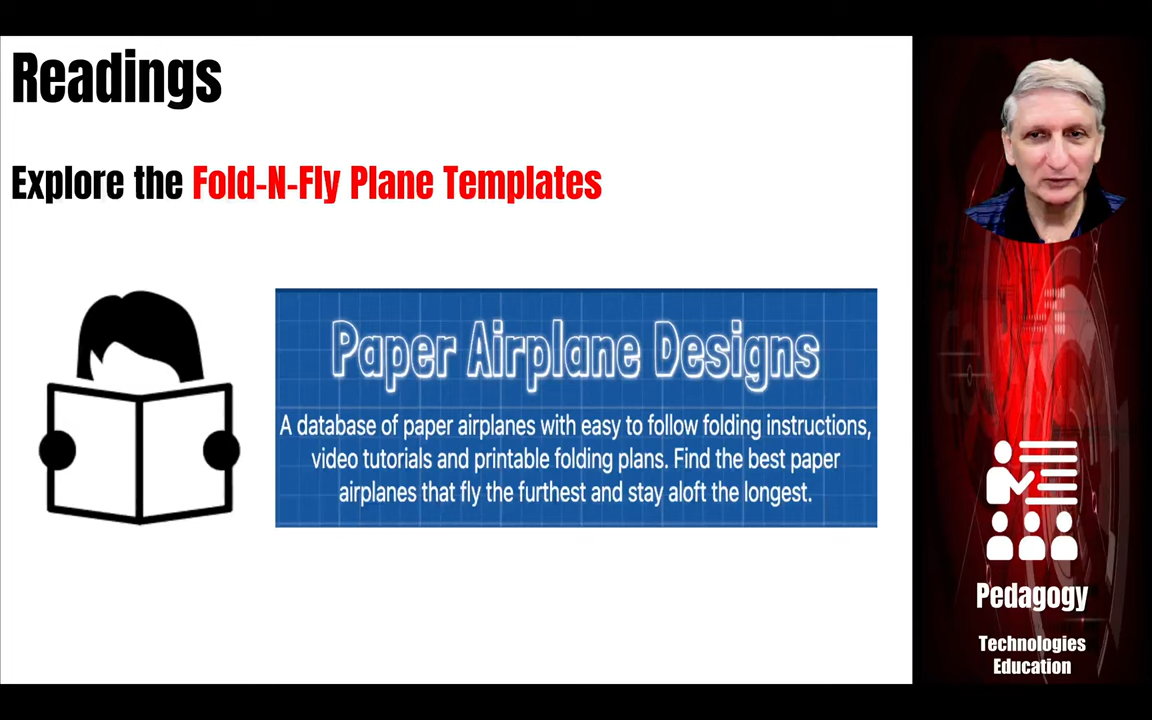 Readings
Explore the Fold-N-Fly Plane Templates
Paper Airplane Designs
A database of paper airplanes with easy to follow folding instructions,
video tutorials and printable folding plans. Find the best paper
airplanes that fly the furthest and stay aloft the longest.
Pedagogy
Technologies
Education